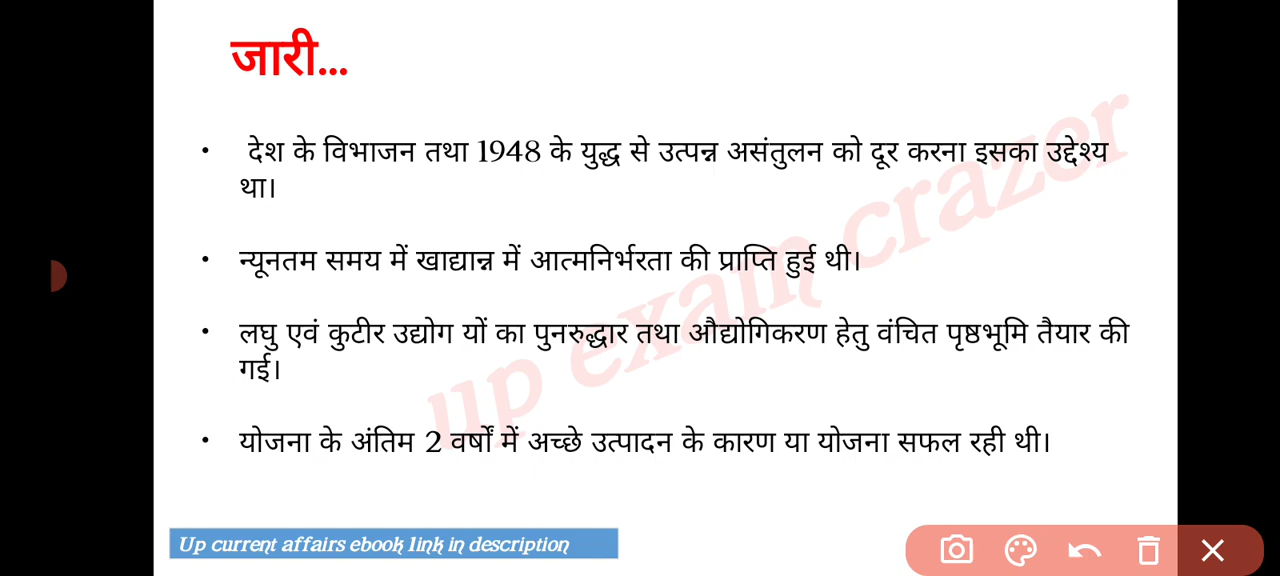 जारी...
• देश के विभाजन तथा 1948 के युद्ध से उत्पन्न असंतुलन को दूर करना इसका उद्देश्य
था।
• न्यूनतम समय में खाद्यान्न में आत्मनिर्भरता की प्राप्ति हुई थी।
• लघु एवं कुटीर उद्योग यों का पुनरुद्धार तथा औद्योगिकरण हेतु वंचित पृष्ठभूमि तैयार की
गई।
• योजना के अंतिम 2 वर्षों में अच्छे उत्पादन के कारण या योजना सफल रही थी।
up exam crazer
Up current affairs ebook link in description